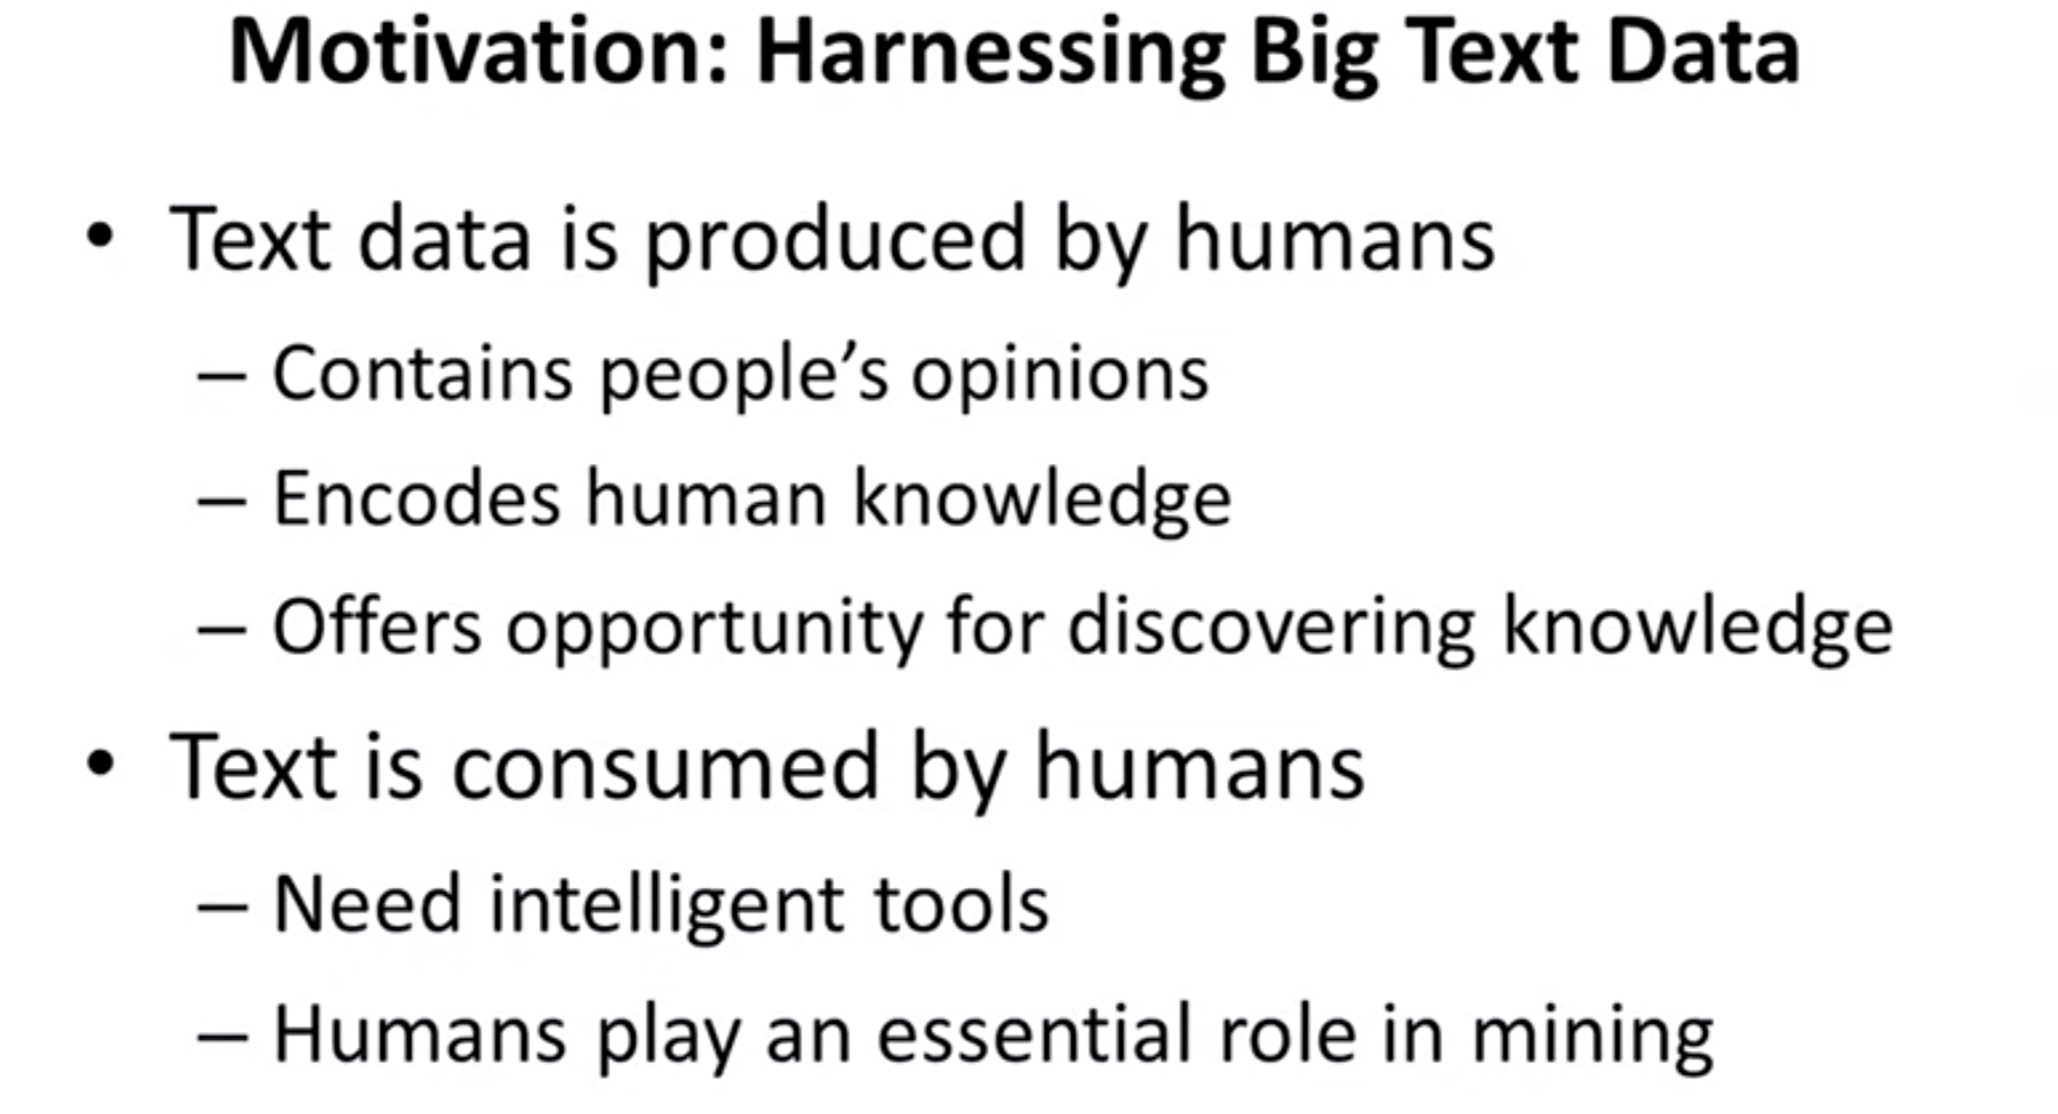 Motivation: Harnessing Big Text Data
• Text data is produced by humans
– Contains people’s opinions
– Encodes human knowledge
– Offers opportunity for discovering knowledge
• Text is consumed by humans
– Need intelligent tools
– Humans play an essential role in mining